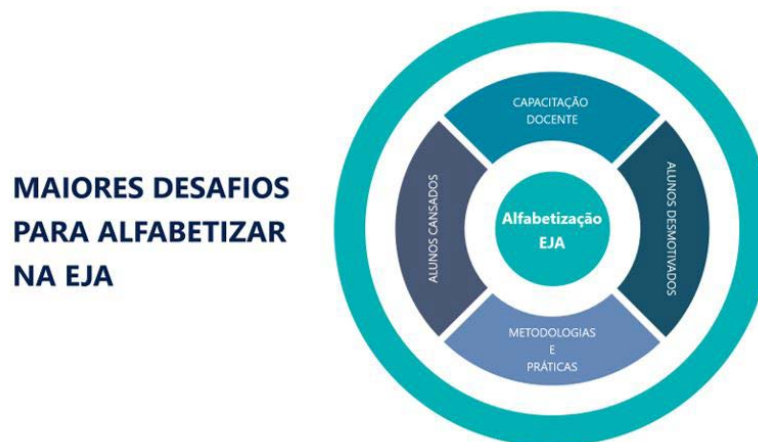 MAIORES DESAFIOS
PARA ALFABETIZAR
NA EJA
CAPACITAÇÃO
DOCENTE
ALUNOS CANSADOS
Alfabetização
EJA
ALUNOS DESMOTIVADOS
METODOLOGIAS
E
PRÁTICAS